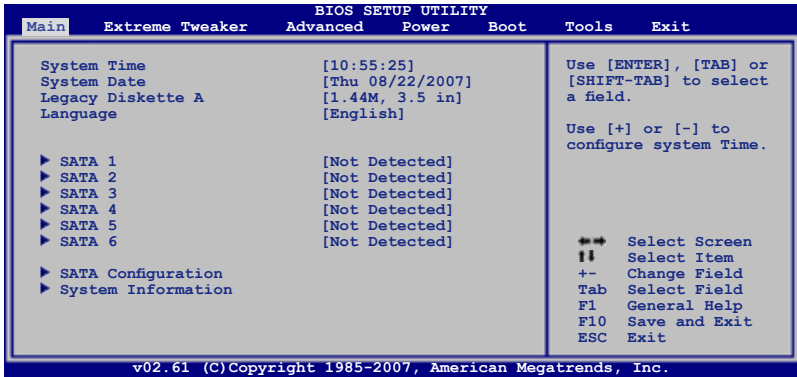 BIOS SETUP UTILITY
Main Extreme Tweaker Advanced Power Boot Tools Exit
System Time [10:55:25]
System Date [Thu 08/22/2007]
Legacy Diskette A [1.44M, 3.5 in]
Language [English]
SATA 1 [Not Detected]
SATA 2 [Not Detected]
SATA 3 [Not Detected]
SATA 4 [Not Detected]
SATA 5 [Not Detected]
SATA 6 [Not Detected]
SATA Configuration
System Information
Use [ENTER], [TAB] or
[SHIFT-TAB] to select
a field.
Use [+] or [-] to
configure system Time.
←→ Select Screen
↑↓ Select Item
+- Change Field
Tab Select Field
F1 General Help
F10 Save and Exit
ESC Exit
v02.61 (C)Copyright 1985-2007, American Megatrends, Inc.